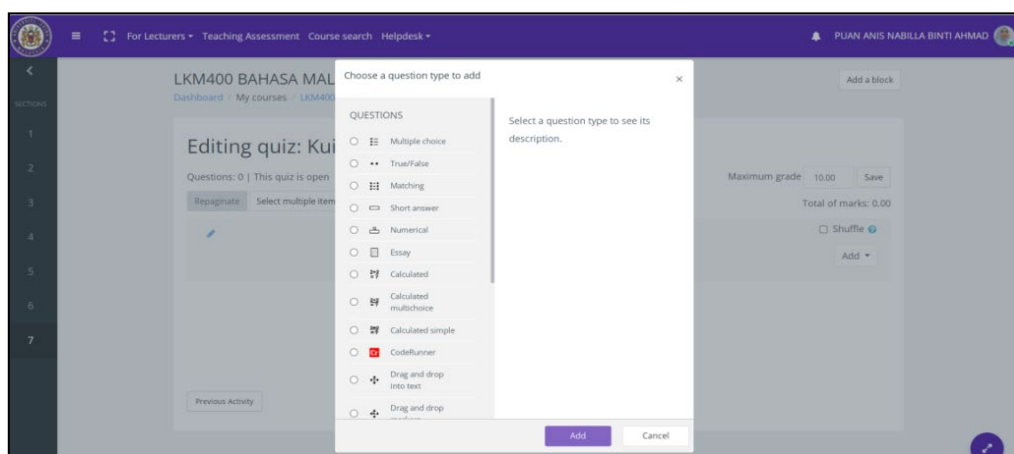 For Lecturers Teaching Assessment Course search Helpdesk
PUAN ANIS NABILLA BINTI AHMAD
SECTIONS
1
2
3
4
5
6
7
LKM400 BAHASA MAL
Add a block
Dashboard / My courses / LKM400
Editing quiz: Kui
Questions: 0 | This quiz is open
Maximum grade 10.00 Save
Repaginate Select multiple item
Total of marks: 0.00
Shuffle
Add
Previous Activity
Choose a question type to add ×
QUESTIONS
Multiple choice
True/False
Matching
Short answer
Numerical
Essay
Calculated
Calculated
multichoice
Calculated simple
Cr CodeRunner
Drag and drop
into text
Drag and drop
Select a question type to see its
description.
Add Cancel